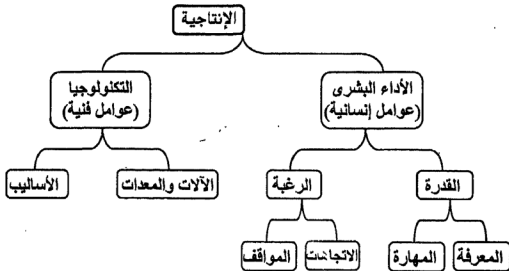 الإنتاجية
الأداء البشرى
(عوامل إنسانية)
التكنولوجيا
(عوامل فنية)
القدرة
الرغبة
الآلات والمعدات
الأساليب
المعرفة
المهارة
الاتجاهات
المواقف